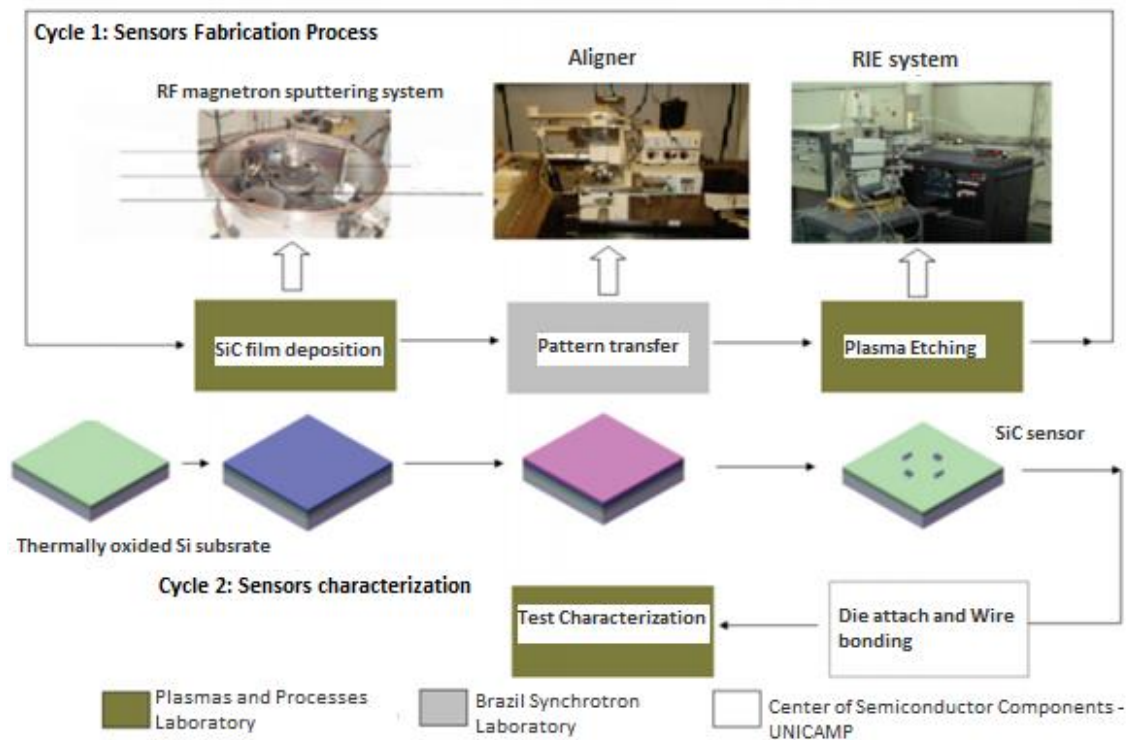 Cycle 1: Sensors Fabrication Process
RF magnetron sputtering system
Aligner
RIE system
SiC film deposition
Pattern transfer
Plasma Etching
SiC sensor
Thermally oxided Si subsrate
Cycle 2: Sensors characterization
Test Characterization
Die attach and Wire
bonding
Plasmas and Processes
Laboratory
Brazil Synchrotron
Laboratory
Center of Semiconductor Components -
UNICAMP